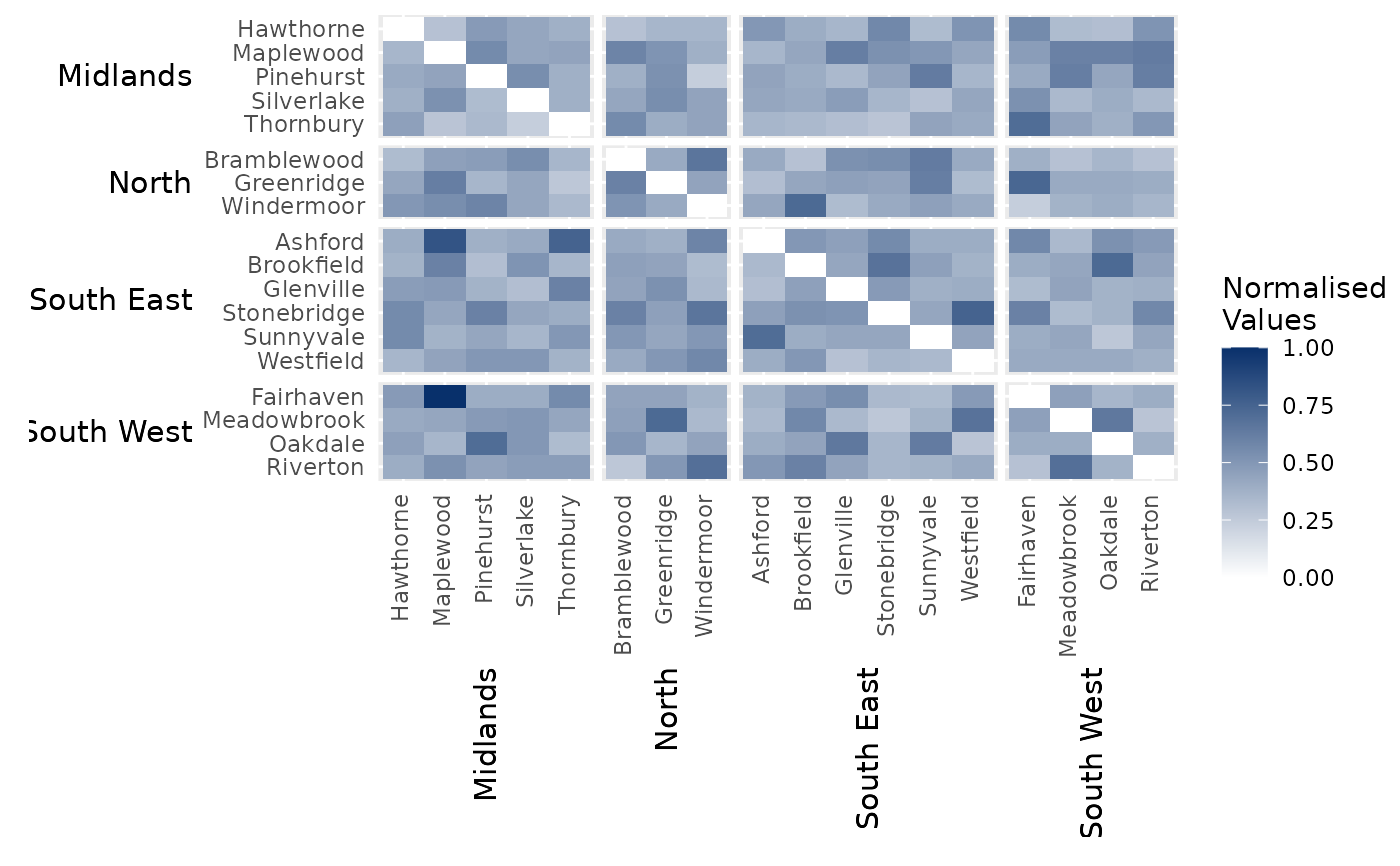 Midlands
Hawthorne
Maplewood
Pinehurst
Silverlake
Thornbury
North
Bramblewood
Greenridge
Windermoor
South East
Ashford
Brookfield
Glenville
Stonebridge
Sunnyvale
Westfield
South West
Fairhaven
Meadowbrook
Oakdale
Riverton
Hawthorne
Maplewood
Pinehurst
Silverlake
Thornbury
Bramblewood
Greenridge
Windermoor
Ashford
Brookfield
Glenville
Stonebridge
Sunnyvale
Westfield
Fairhaven
Meadowbrook
Oakdale
Riverton
Midlands
North
South East
South West
Normalised
Values
1.00
0.75
0.50
0.25
0.00